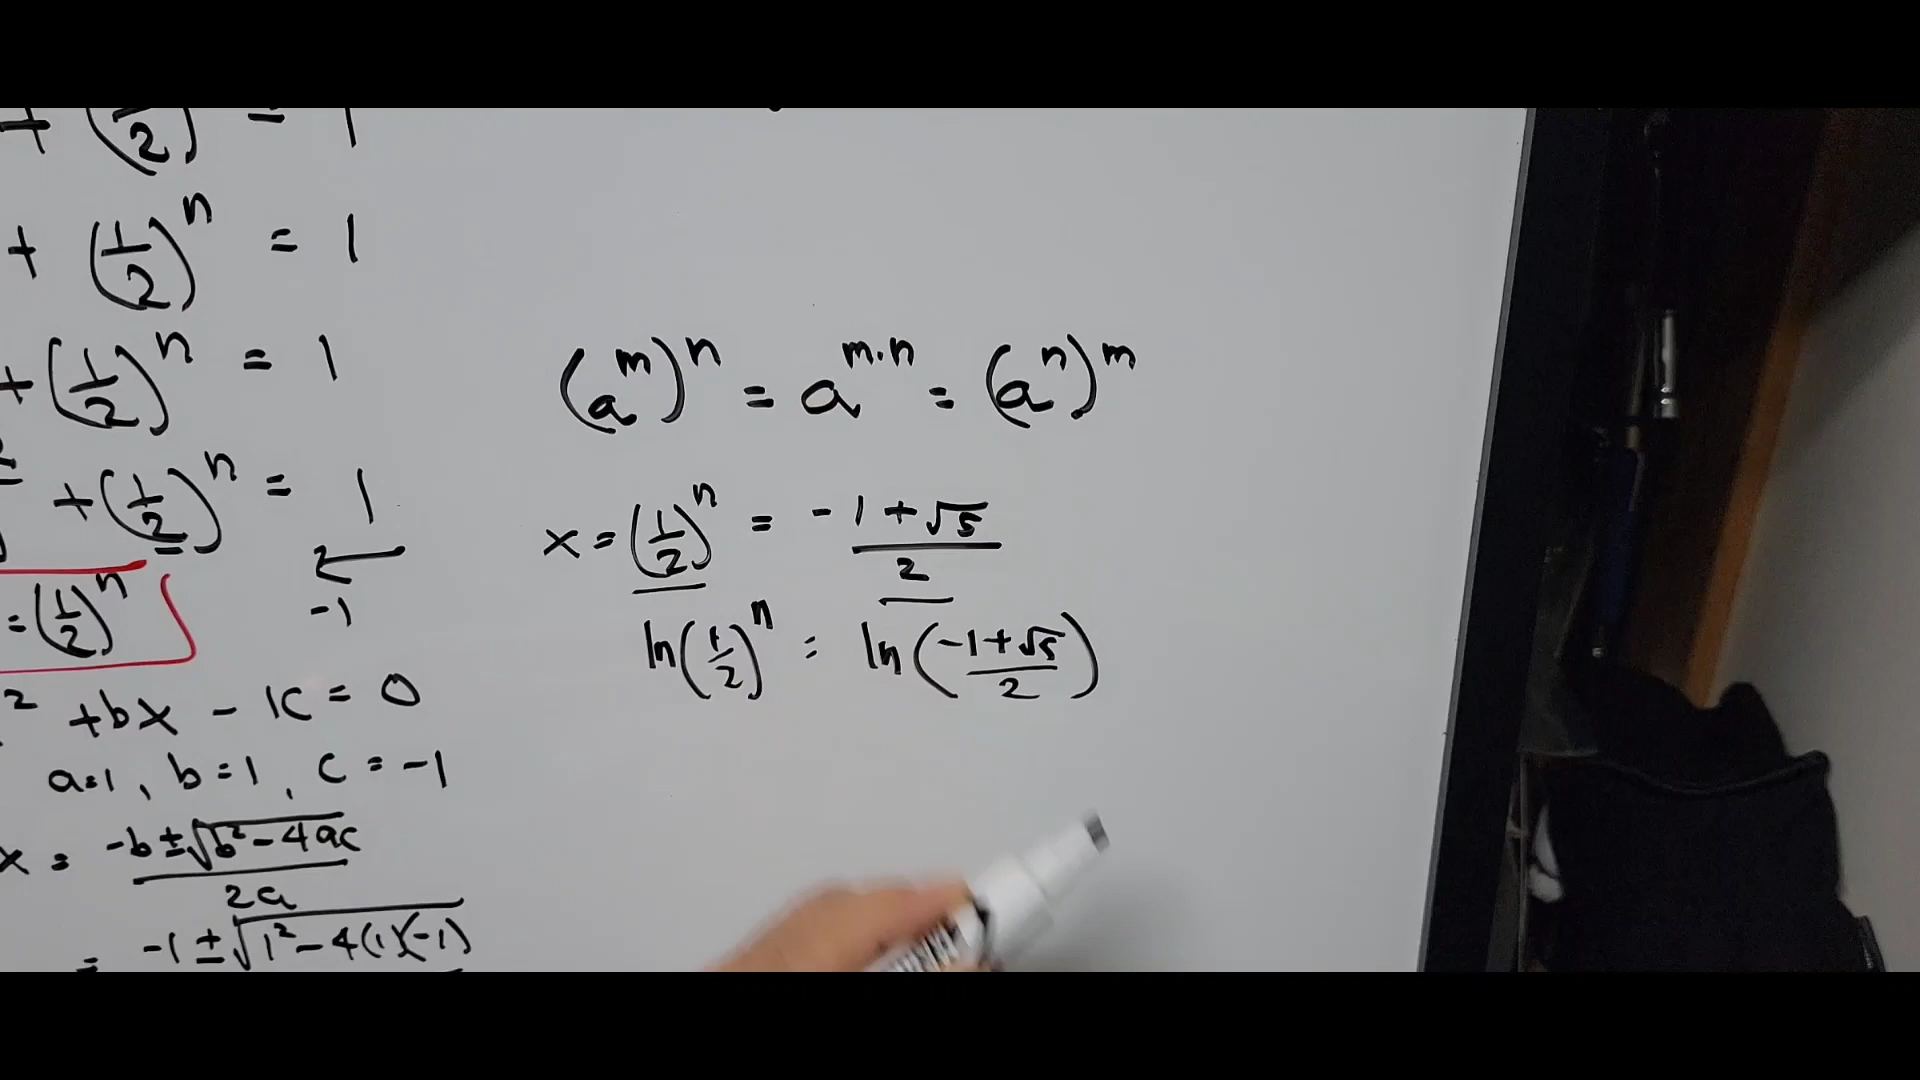 + (1/2) = 1
+ (1/2)^n = 1
+ (1/2)^n = 1
2 + (1/2)^n = 1
-1
= (1/2)^n
2 + bx - 1c = 0
a=1, b=1, c=-1
x = (-b ± √(b² - 4ac))/2a
= -1 ± √(1² - 4(1)(-1))
(a^m)^n = a^(m·n) = (a^n)^m
x = (1/2)^n = (-1 + √5)/2
ln(1/2)^n = ln((-1 + √5)/2)